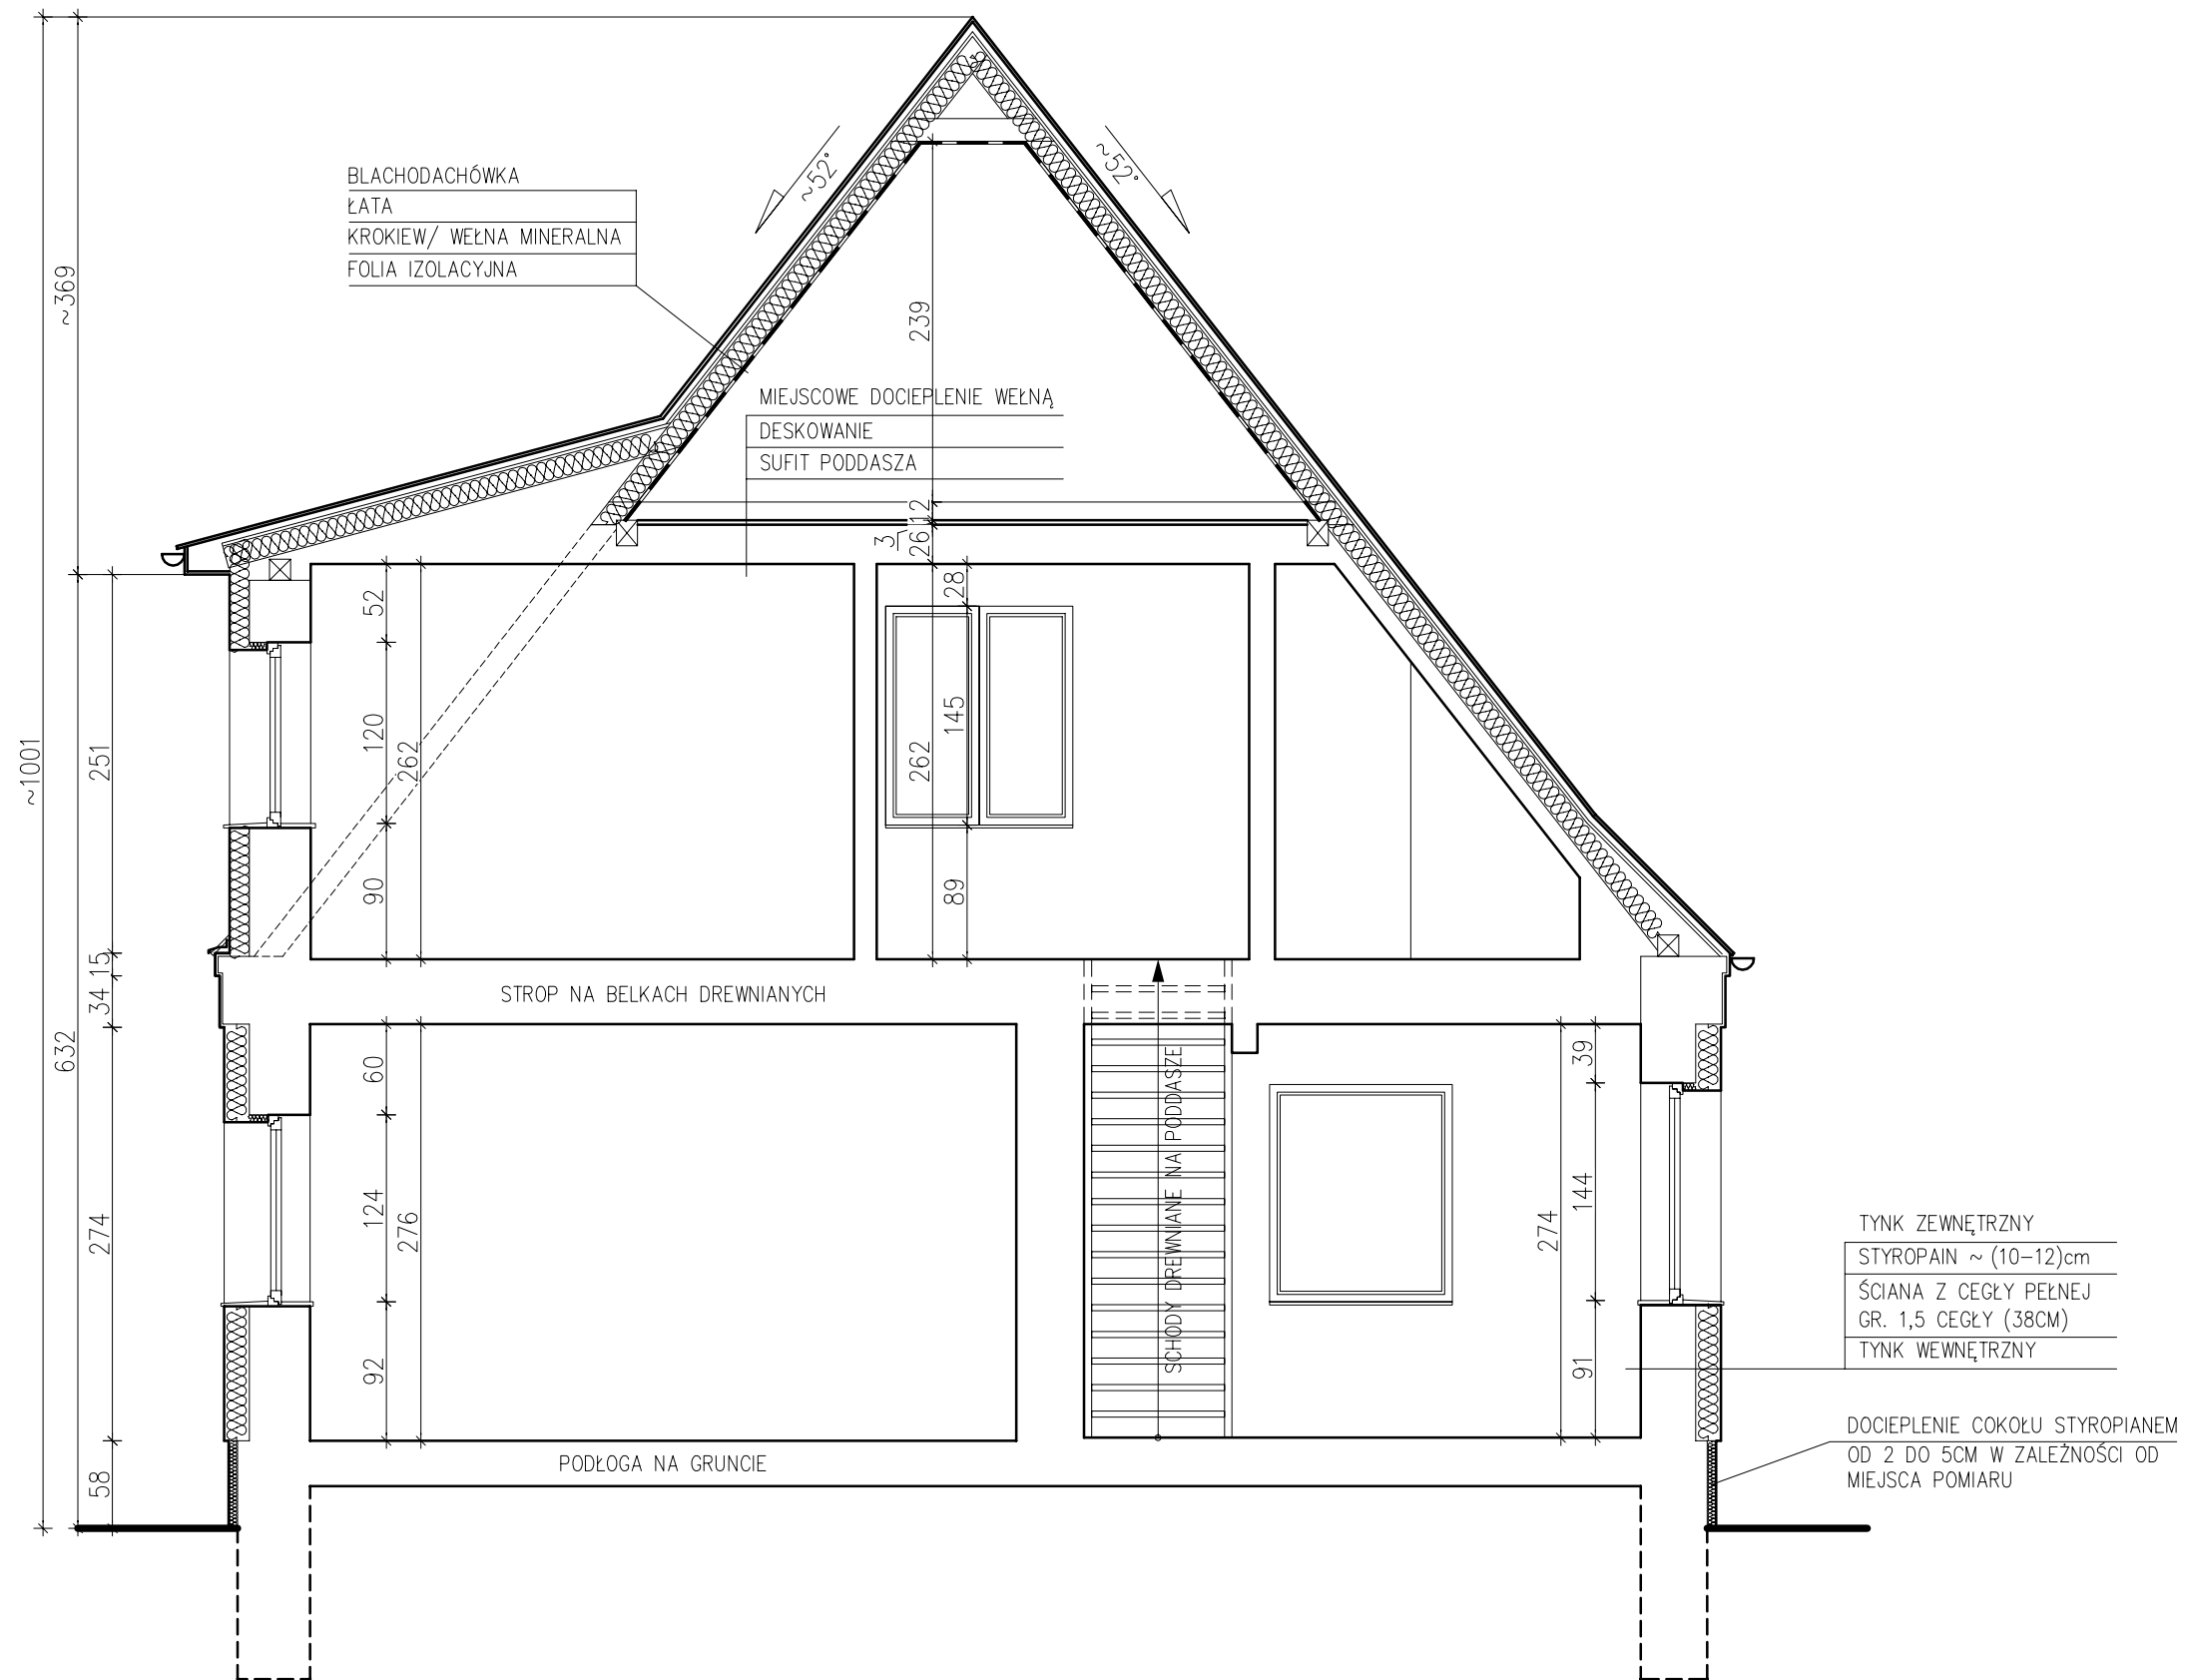 BLACHODACHÓWKA
ŁATA
KROKIEW/ WEŁNA MINERALNA
FOLIA IZOLACYJNA
~52°
~52°
~369
239
MIEJSCOWE DOCIEPLENIE WEŁNĄ
DESKOWANIE
SUFIT PODDASZA
12
3
26
28
52
120
262
90
145
262
89
~1001
251
15
34
632
STROP NA BELKACH DREWNIANYCH
60
124
276
92
274
58
SCHODY DREWNIANE NA PODDASZE
274
39
144
91
TYNK ZEWNĘTRZNY
STYROPAIN ~ (10-12)cm
ŚCIANA Z CEGŁY PEŁNEJ
GR. 1,5 CEGŁY (38CM)
TYNK WEWNĘTRZNY
DOCIEPLENIE COKOŁU STYROPIANEM
OD 2 DO 5CM W ZALEŻNOŚCI OD
MIEJSCA POMIARU
PODŁOGA NA GRUNCIE